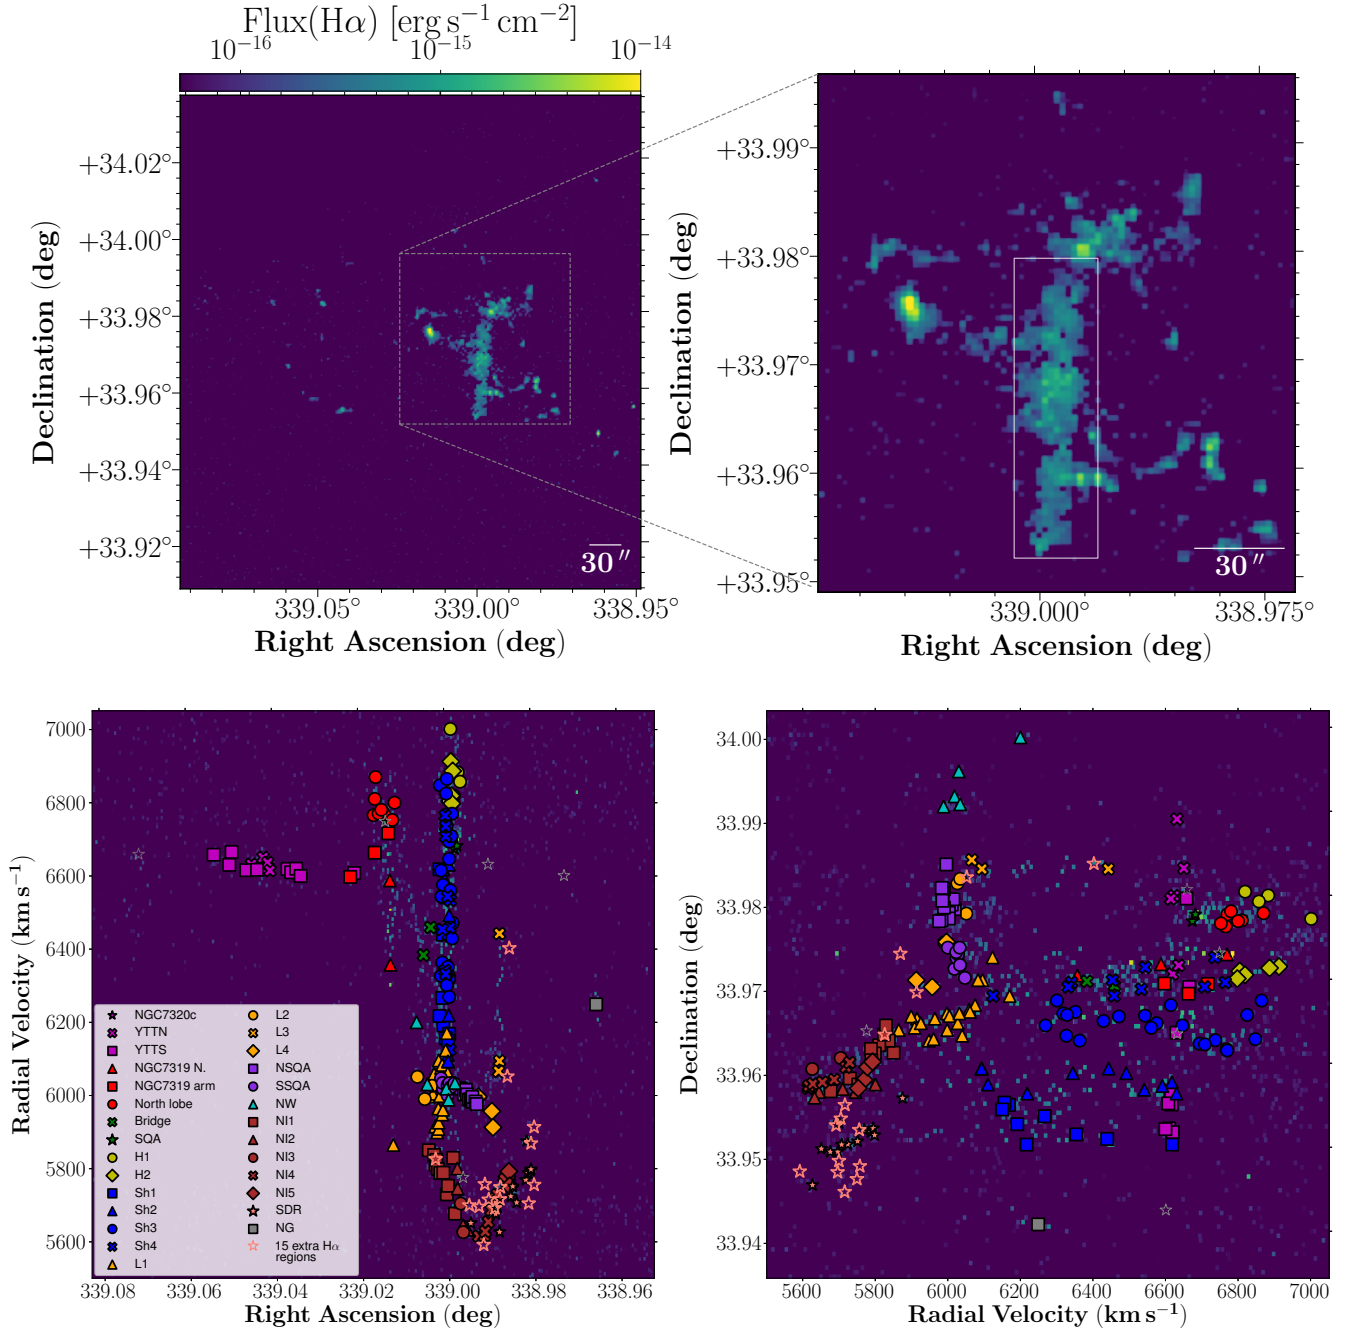 Flux(Hα) [erg s⁻¹ cm⁻²]
10⁻¹⁶ 10⁻¹⁵ 10⁻¹⁴
+34.02°
+34.00°
+33.98°
+33.96°
+33.94°
+33.92°
Declination (deg)
30″
339.05° 339.00° 338.95°
Right Ascension (deg)
+33.99°
+33.98°
+33.97°
+33.96°
+33.95°
Declination (deg)
30″
339.000° 338.975°
Right Ascension (deg)
7000
6800
6600
6400
6200
6000
5800
5600
Radial Velocity (km s⁻¹)
NGC7320c
YTTN
YTTS
NGC7319 N.
NGC7319 arm
North lobe
Bridge
SQA
H1
H2
Sh1
Sh2
Sh3
Sh4
L1
L2
L3
L4
NSQA
SSQA
NW
NI1
NI2
NI3
NI4
NI5
SDR
NG
15 extra Hα
regions
339.08 339.06 339.04 339.02 339.00 338.98 338.96
Right Ascension (deg)
34.00
33.99
33.98
33.97
33.96
33.95
33.94
Declination (deg)
5600 5800 6000 6200 6400 6600 6800 7000
Radial Velocity (km s⁻¹)